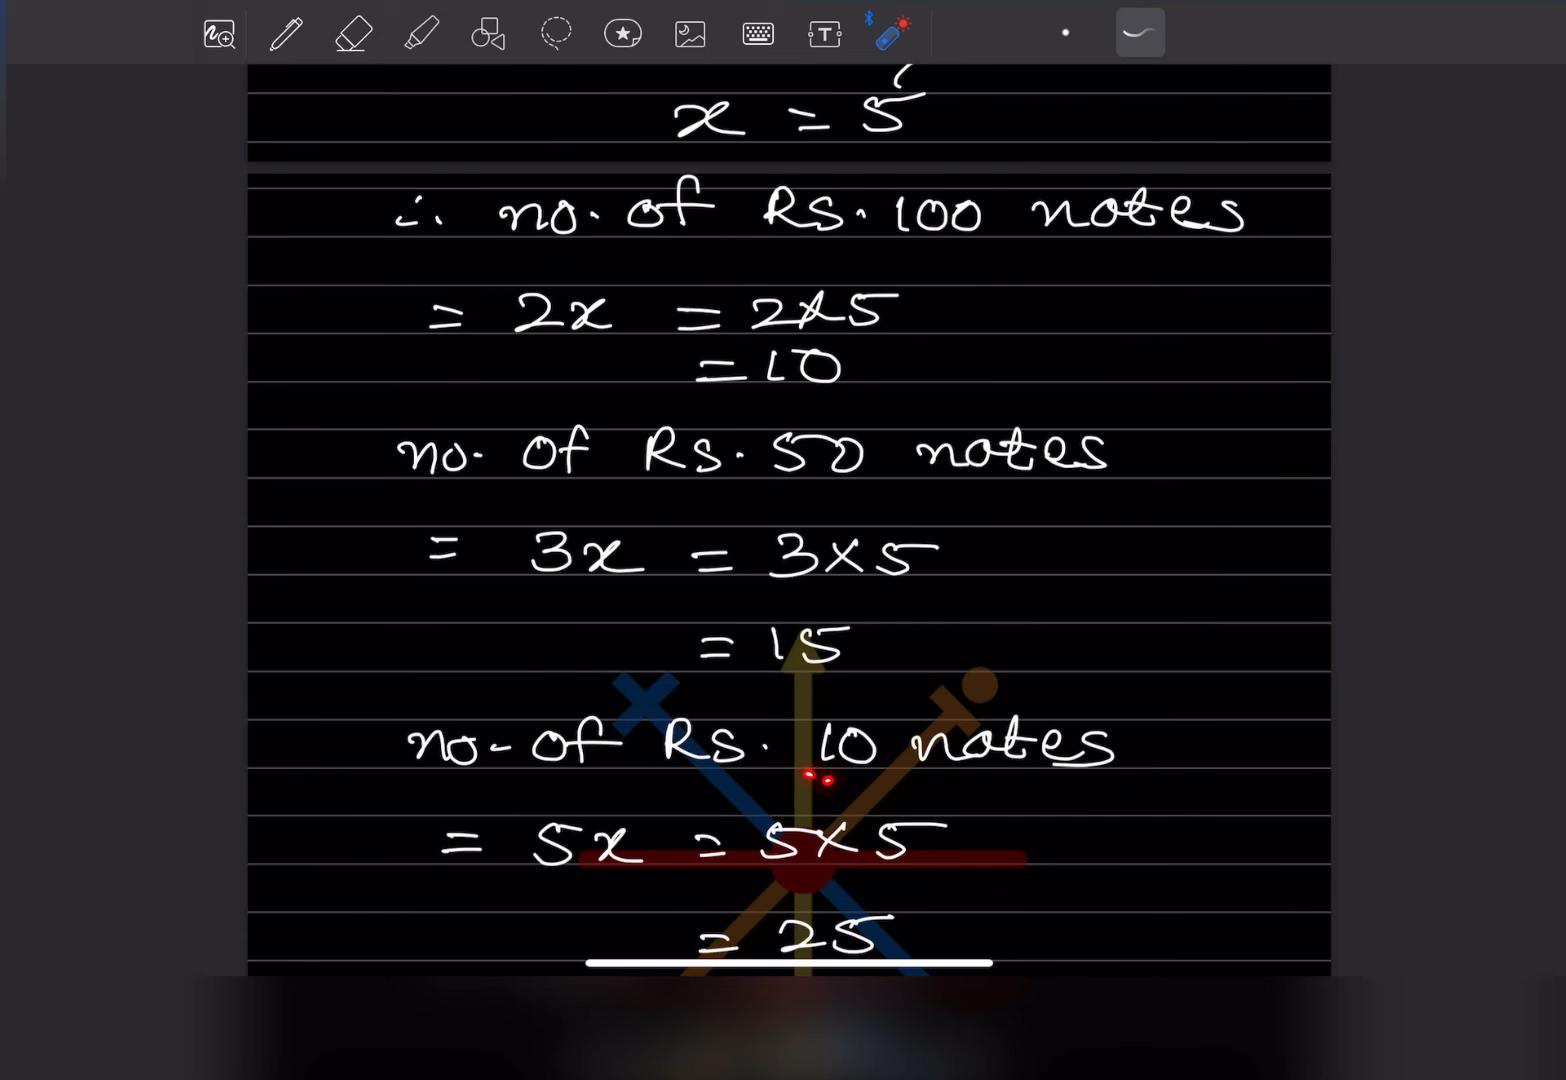 x = 5
∴ no. of Rs. 100 notes
= 2x = 2×5
= 10
no. of Rs. 50 notes
= 3x = 3×5
= 15
no. of Rs. 10 notes
= 5x = 5×5
= 25